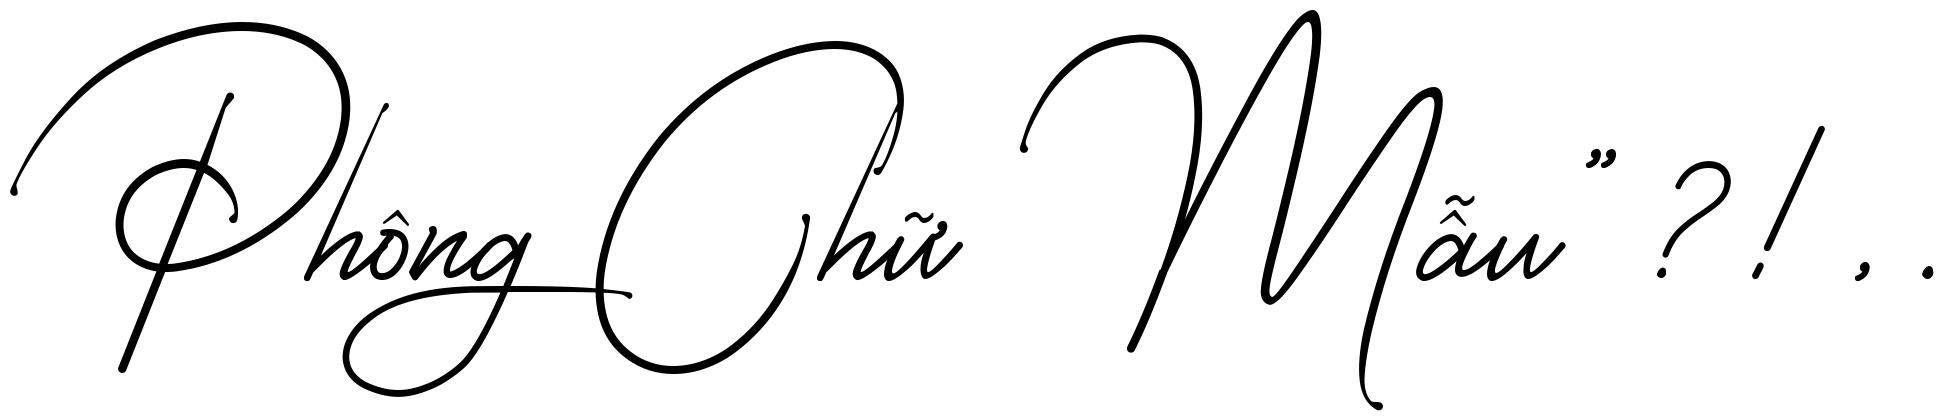 Phông Chữ Mẫu ” ? ! , .